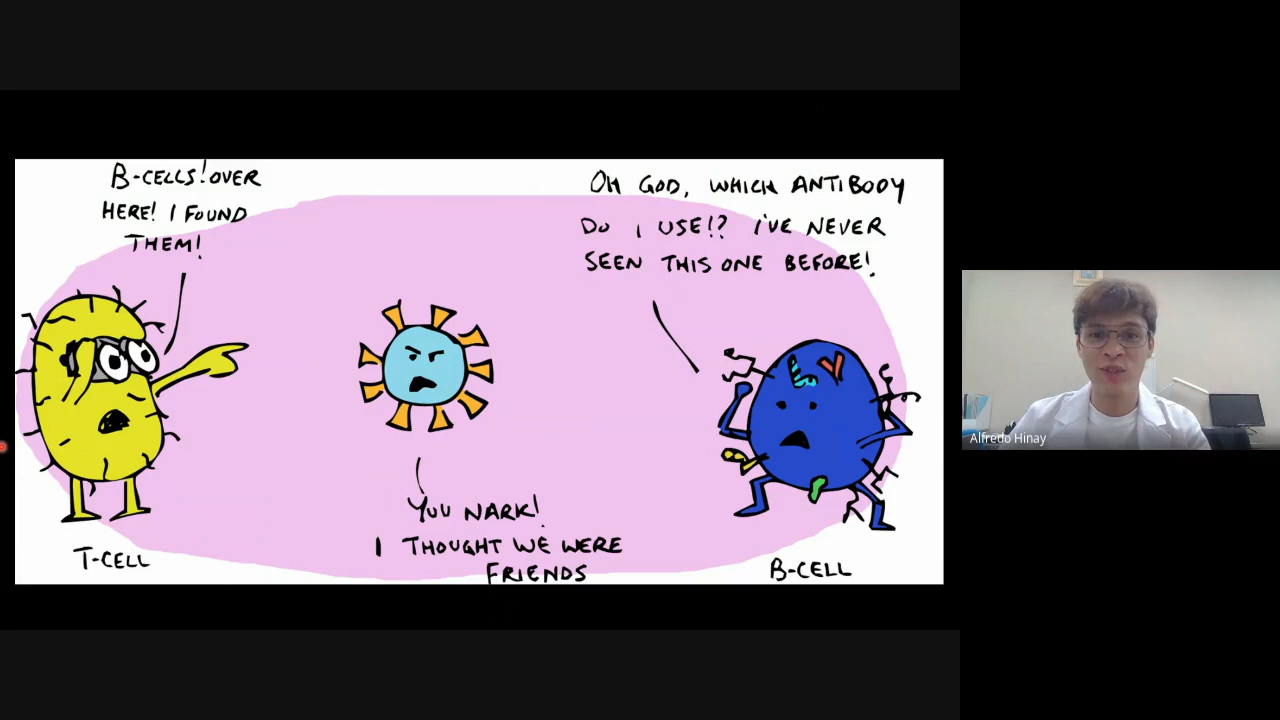 B-CELLS! OVER
HERE! I FOUND
THEM!
OH GOD, WHICH ANTIBODY
DO I USE!? I'VE NEVER
SEEN THIS ONE BEFORE!
YOU NARK!
I THOUGHT WE WERE
FRIENDS
T-CELL
B-CELL
Alfredo Hinay